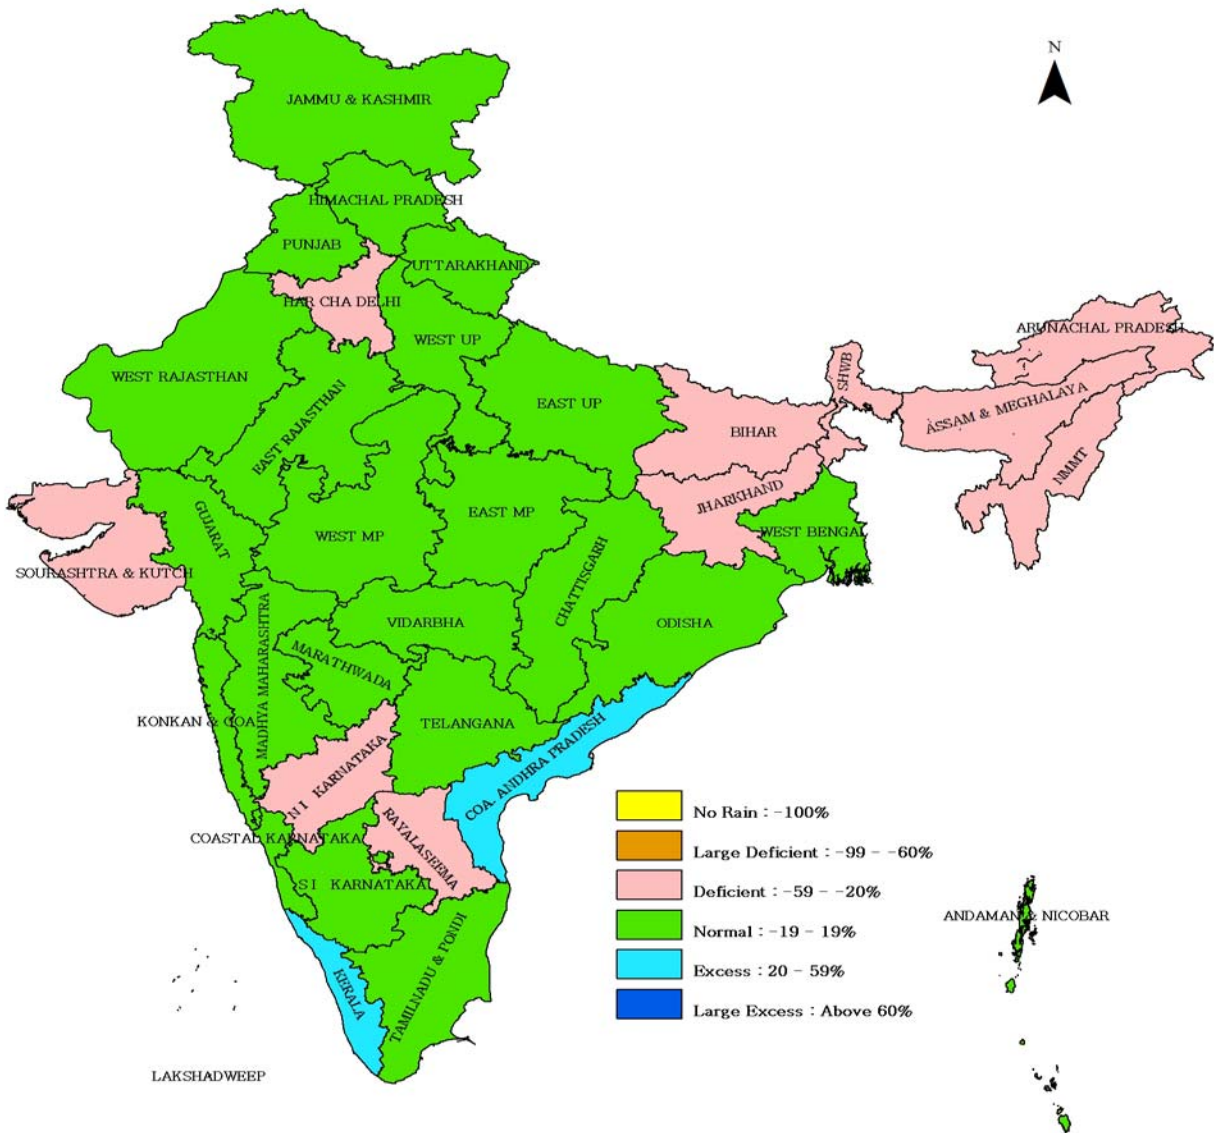 N
JAMMU & KASHMIR
HIMACHAL PRADESH
PUNJAB
UTTARAKHAND
HAR CHA DELHI
WEST UP
ARUNACHAL PRADESH
WEST RAJASTHAN
SHWB
EAST RAJASTHAN
EAST UP
ASSAM & MEGHALAYA
BIHAR
NMMT
JHARKHAND
GUJARAT
WEST MP
EAST MP
WEST BENGAL
SOURASHTRA & KUTCH
CHATTISGARH
VIDARBHA
ODISHA
MADHYA MAHARASHTRA
MARATHWADA
KONKAN & GOA
TELANGANA
COA. ANDHRA PRADESH
N I KARNATAKA
COASTAL KARNATAKA
RAYALASEEMA
S I KARNATAKA
KERALA
TAMILNADU & PONDI
ANDAMAN & NICOBAR
LAKSHADWEEP
No Rain : -100%
Large Deficient : -99 - -60%
Deficient : -59 - -20%
Normal : -19 - 19%
Excess : 20 - 59%
Large Excess : Above 60%